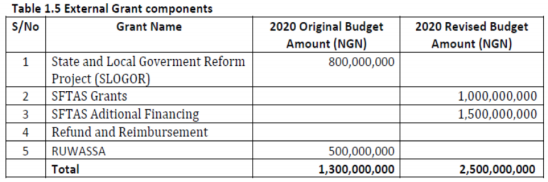 Table 1.5 External Grant components
S/No Grant Name 2020 Original Budget Amount (NGN) 2020 Revised Budget Amount (NGN)
1 State and Local Goverment Reform Project (SLOGOR) 800,000,000
2 SFTAS Grants 1,000,000,000
3 SFTAS Aditional Financing 1,500,000,000
4 Refund and Reimbursement
5 RUWASSA 500,000,000
Total 1,300,000,000 2,500,000,000